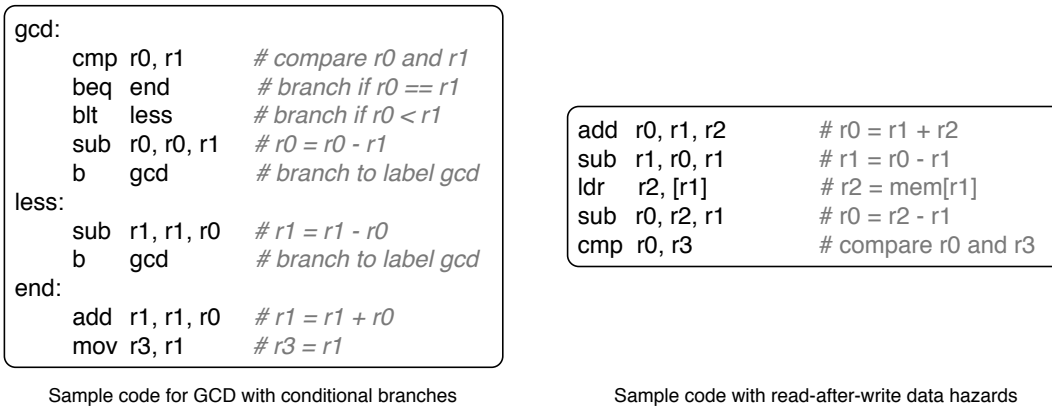 gcd:
cmp r0, r1 # compare r0 and r1
beq end # branch if r0 == r1
blt less # branch if r0 < r1
sub r0, r0, r1 # r0 = r0 - r1
b gcd # branch to label gcd
less:
sub r1, r1, r0 # r1 = r1 - r0
b gcd # branch to label gcd
end:
add r1, r1, r0 # r1 = r1 + r0
mov r3, r1 # r3 = r1
Sample code for GCD with conditional branches
add r0, r1, r2 # r0 = r1 + r2
sub r1, r0, r1 # r1 = r0 - r1
ldr r2, [r1] # r2 = mem[r1]
sub r0, r2, r1 # r0 = r2 - r1
cmp r0, r3 # compare r0 and r3
Sample code with read-after-write data hazards